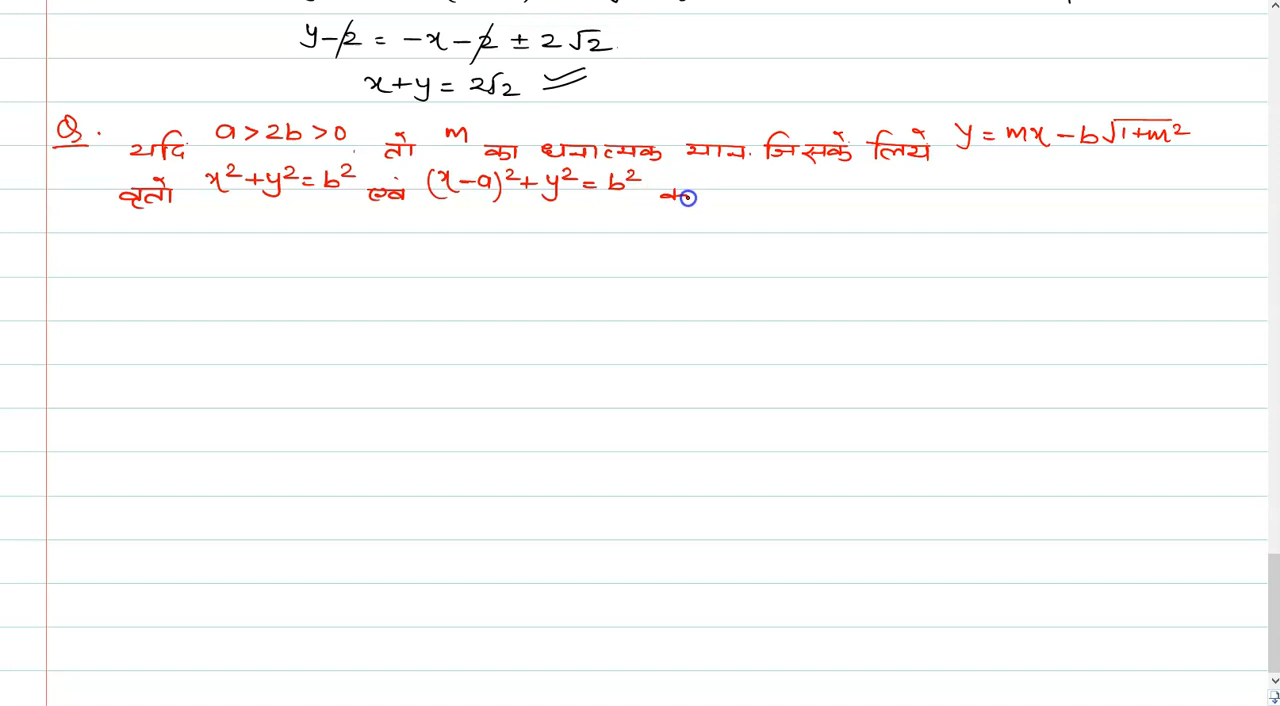 y-2 = -x-2 ± 2√2
x+y = 2√2
Q. यदि a>2b>0 तो m का धनात्मक मान जिसके लिये y = mx - b√1+m²
वृतो x²+y²=b² एवं (x-a)²+y²=b²